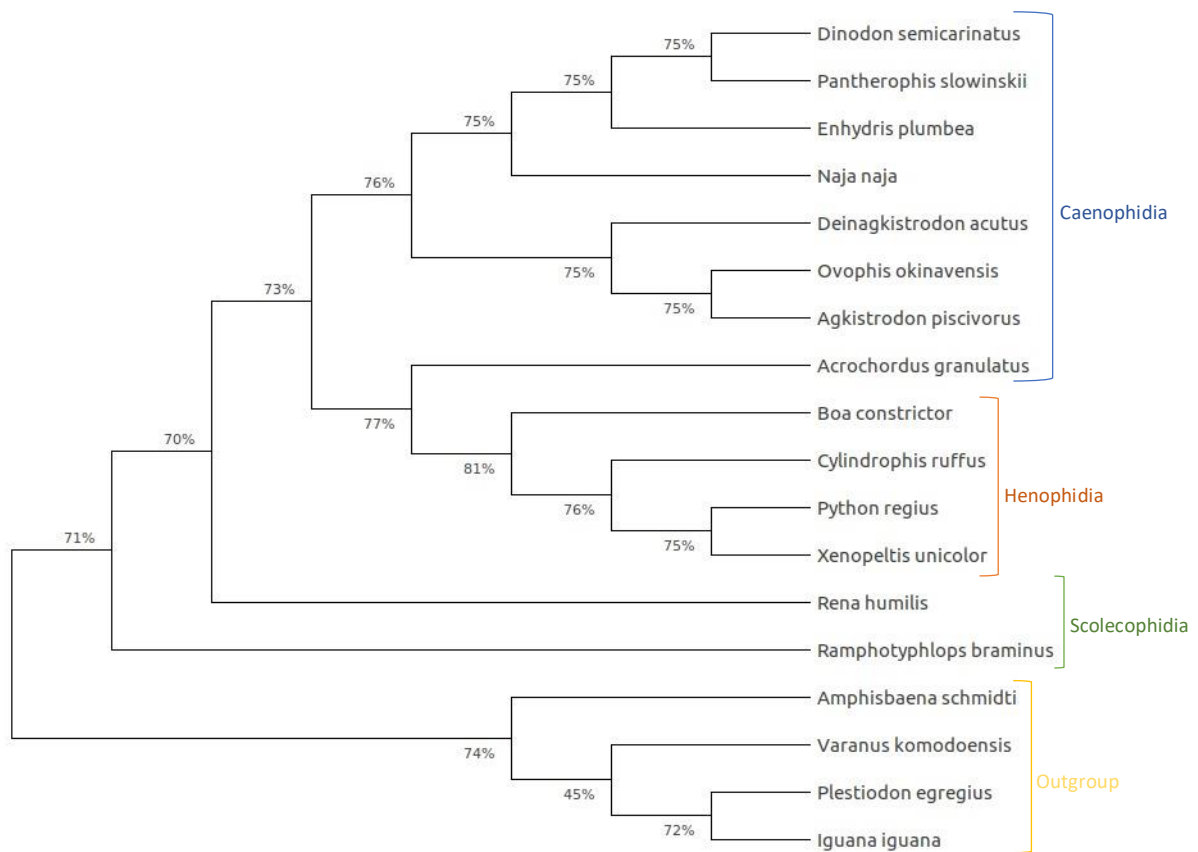 75%
Dinodon semicarinatus
75%
Pantherophis slowinskii
75%
Enhydris plumbea
76%
Naja naja
Deinagkistrodon acutus
Caenophidia
75%
Ovophis okinavensis
73%
75%
Agkistrodon piscivorus
Acrochordus granulatus
77%
Boa constrictor
70%
81%
Cylindrophis ruffus
Henophidia
76%
Python regius
71%
75%
Xenopeltis unicolor
Rena humilis
Scolecophidia
Ramphotyphlops braminus
Amphisbaena schmidti
74%
Varanus komodoensis
Outgroup
45%
Plestiodon egregius
72%
Iguana iguana